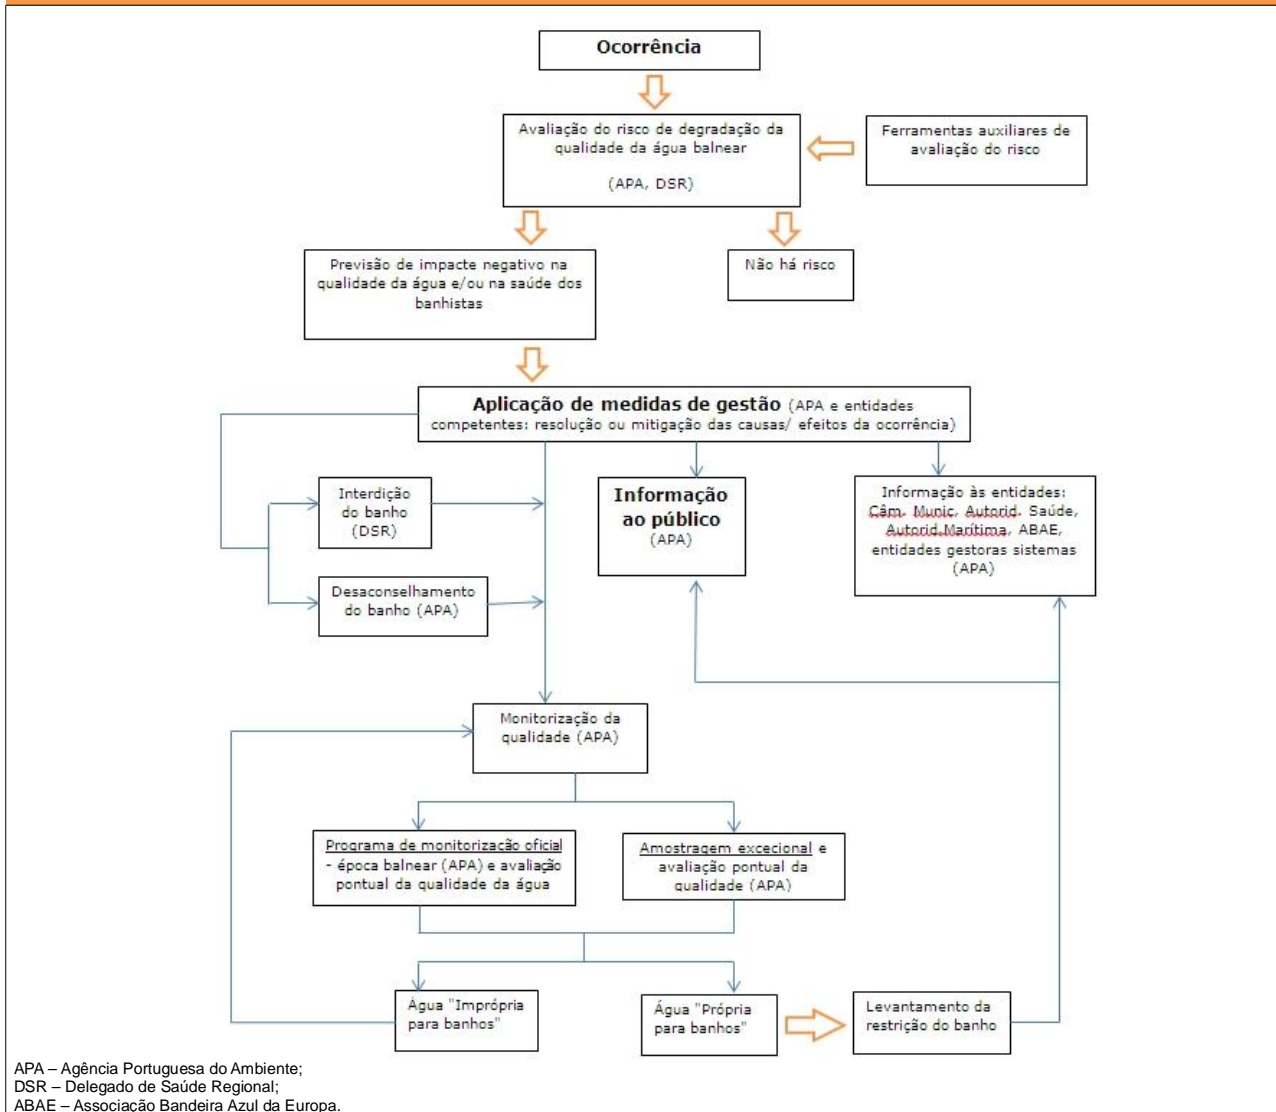 Ocorrência
Avaliação do risco de degradação da
qualidade da água balnear
(APA, DSR)
Ferramentas auxiliares de
avaliação do risco
Previsão de impacte negativo na
qualidade da água e/ou na saúde dos
banhistas
Não há risco
Aplicação de medidas de gestão (APA e entidades
competentes: resolução ou mitigação das causas/ efeitos da ocorrência)
Interdição
do banho
(DSR)
Desaconselhamento
do banho (APA)
Informação
ao público
(APA)
Informação às entidades:
Câm. Munic, Autorid. Saúde,
Autorid.Marítima, ABAE,
entidades gestoras sistemas
(APA)
Monitorização da
qualidade (APA)
Programa de monitorização oficial
- época balnear (APA) e avaliação
pontual da qualidade da água
Amostragem excecional e
avaliação pontual da
qualidade (APA)
Água "Imprópria
para banhos"
Água "Própria
para banhos"
Levantamento da
restrição do banho
APA – Agência Portuguesa do Ambiente;
DSR – Delegado de Saúde Regional;
ABAE – Associação Bandeira Azul da Europa.